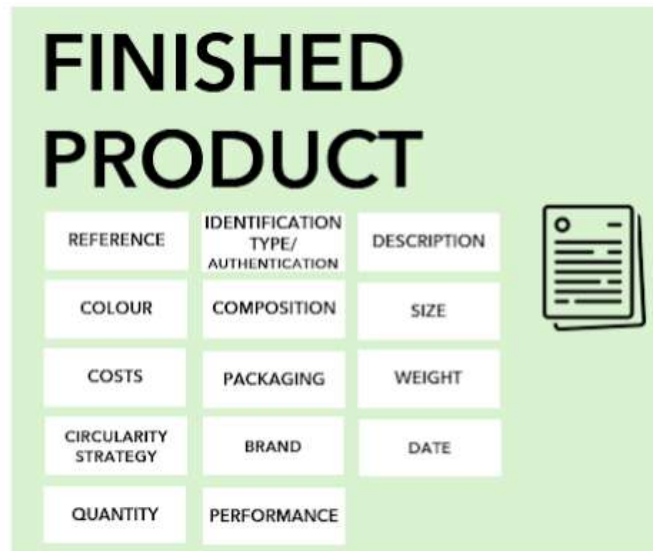 FINISHED
PRODUCT
REFERENCE
IDENTIFICATION
TYPE/
AUTHENTICATION
DESCRIPTION
COLOUR
COMPOSITION
SIZE
COSTS
PACKAGING
WEIGHT
CIRCULARITY
STRATEGY
BRAND
DATE
QUANTITY
PERFORMANCE